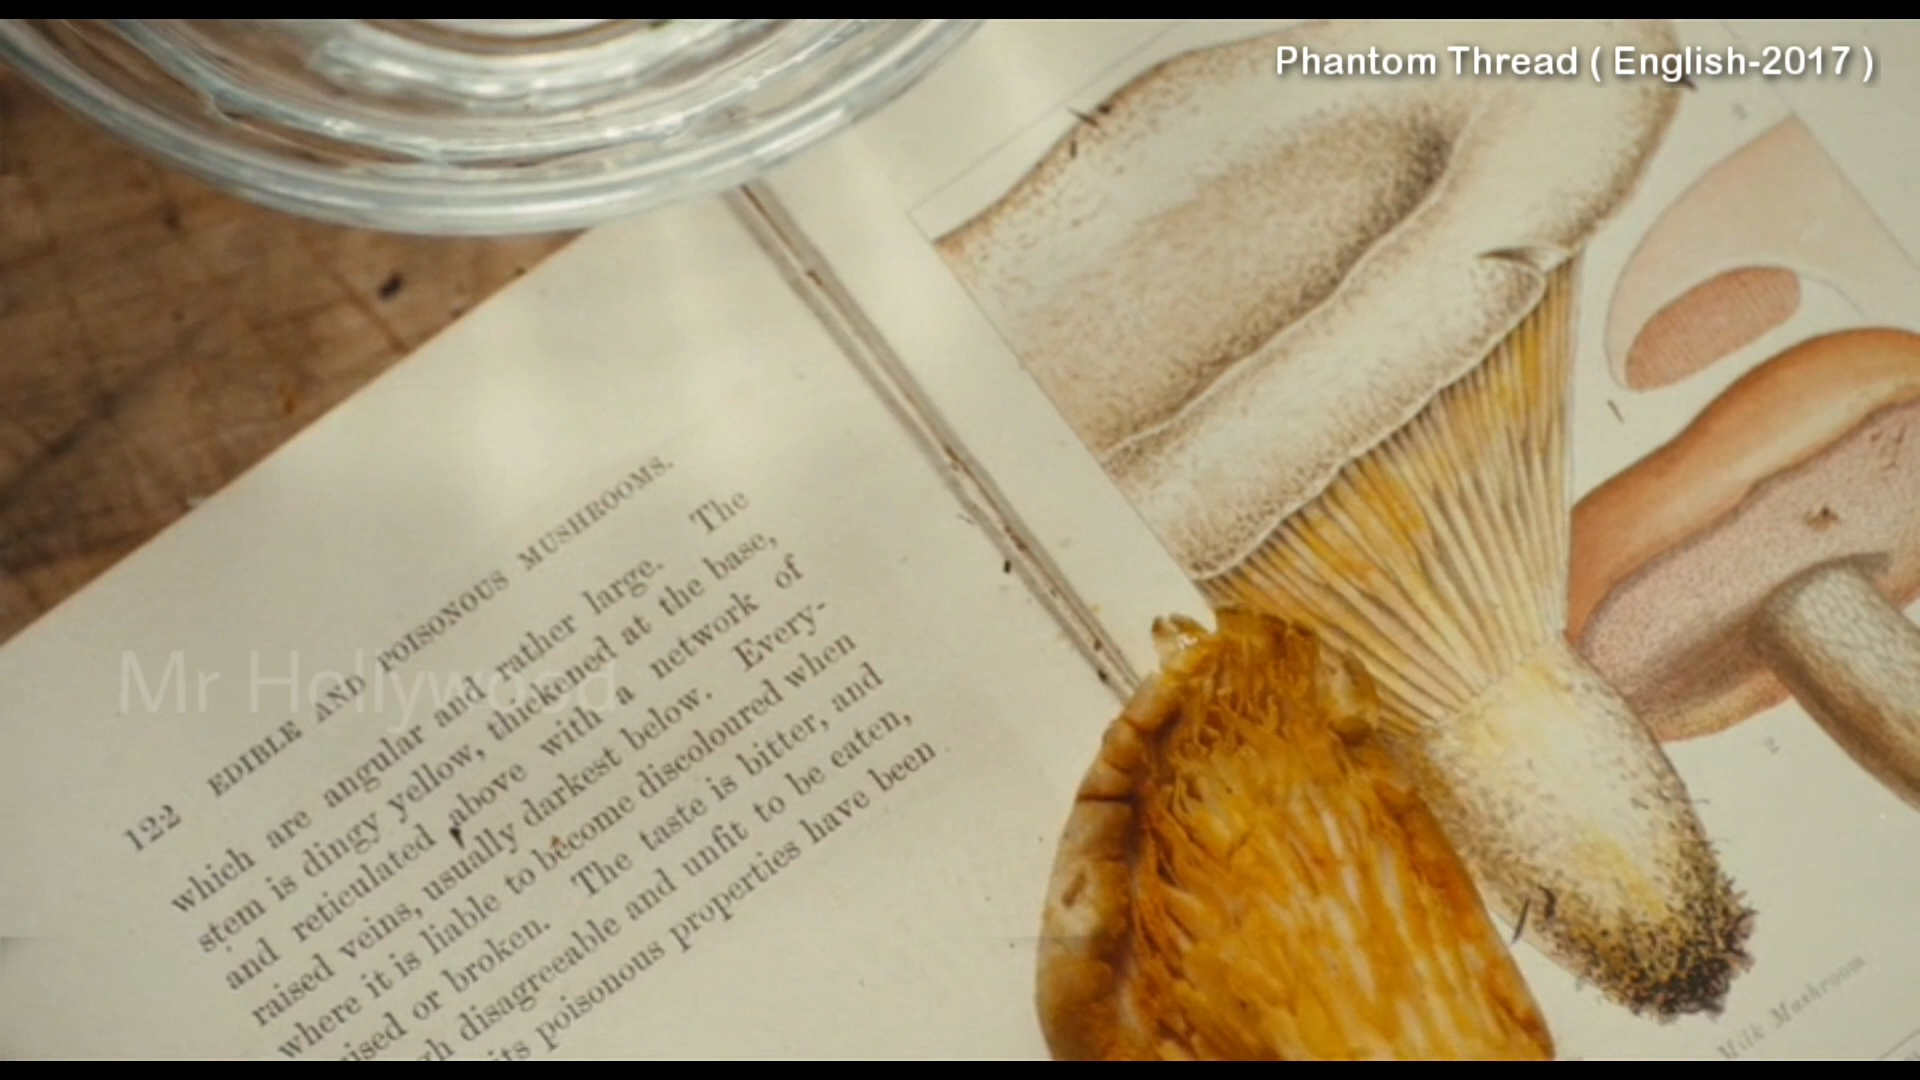 Phantom Thread ( English-2017 )
122 EDIBLE AND POISONOUS MUSHROOMS.
which are angular and rather large. The
stem is dingy yellow, thickened at the base,
and reticulated above with a network of
raised veins, usually darkest below. Every-
where it is liable to become discoloured when
ised or broken. The taste is bitter, and
gh disagreeable and unfit to be eaten,
its poisonous properties have been
Mr Hollywood
Milk Mushroom
2